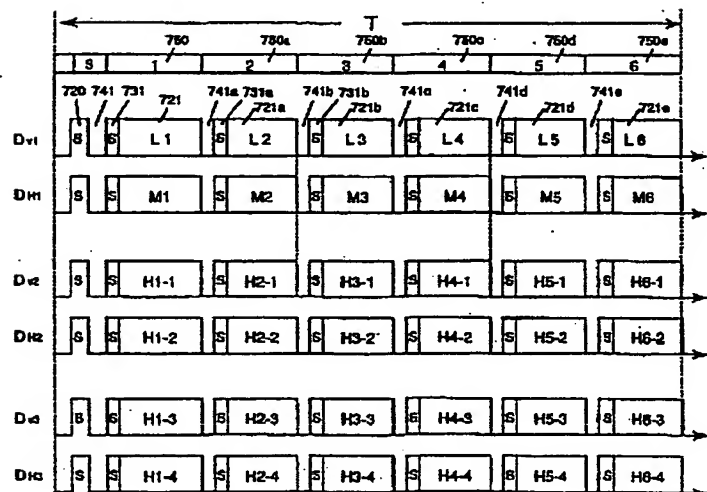 T
750 750a 750b 750c 750d 750e
S 1 2 3 4 5 6
720 741 731 721 741a 731a 721a 741b 731b 721b 741c 721c 741d 721d 741e 721e
DV1 S S L1 S L2 S L3 S L4 S L5 S L6
DH1 S S M1 S M2 S M3 S M4 S M5 S M6
DV2 S S H1-1 S H2-1 S H3-1 S H4-1 S H5-1 S H6-1
DH2 S S H1-2 S H2-2 S H3-2 S H4-2 S H5-2 S H6-2
DV3 S S H1-3 S H2-3 S H3-3 S H4-3 S H5-3 S H6-3
DH3 S S H1-4 S H2-4 S H3-4 S H4-4 S H5-4 S H6-4